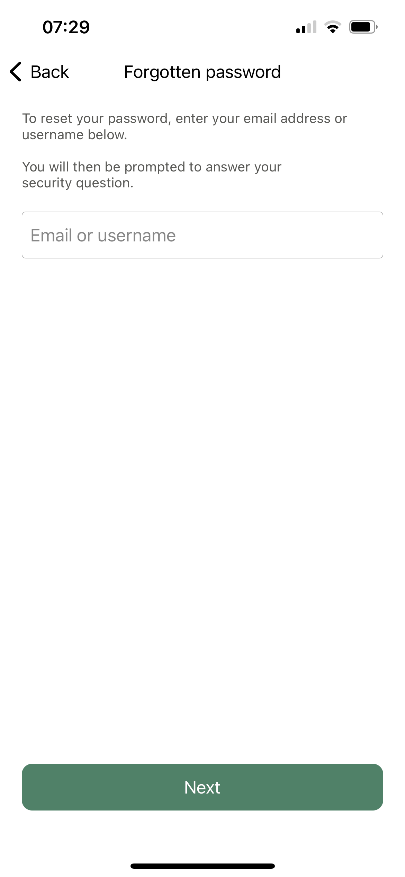 07:29
Back
Forgotten password
To reset your password, enter your email address or
username below.
You will then be prompted to answer your
security question.
Email or username
Next